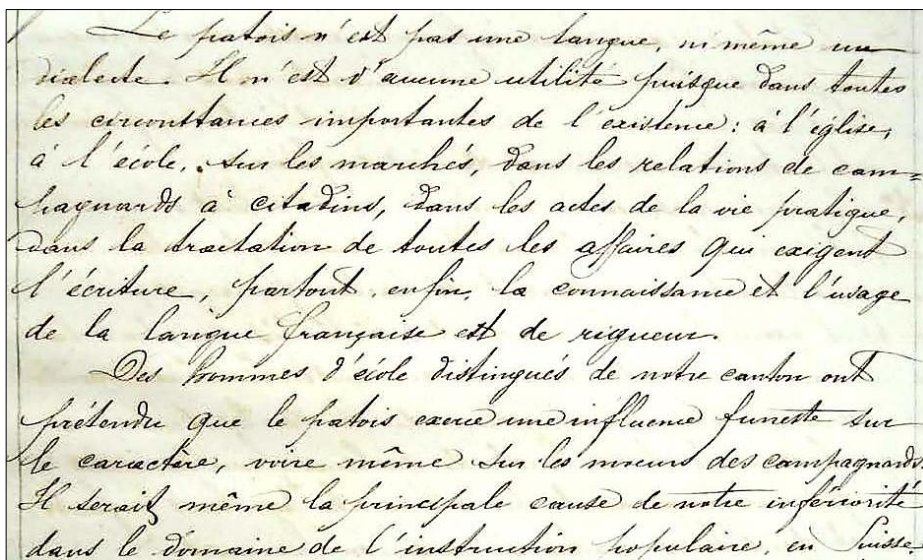 Le patois n'est pas une langue, ni même un
dialecte. Il n'est d'aucune utilité puisque dans toutes
les circonstances importantes de l'existence : à l'église,
à l'école, sur les marchés, dans les relations de cam=
pagnards à citadins, dans les actes de la vie pratique,
dans la tractation de toutes les affaires qui exigent
l'écriture, partout, enfin, la connaissance et l'usage
de la langue française est de rigueur.
Des hommes d'école distingués de notre canton ont
prétendu que le patois exerce une influence funeste sur
le caractère, voire même sur les mœurs des campagnards
Il serait même la principale cause de notre infériorité
dans le domaine de l'instruction populaire en Suisse